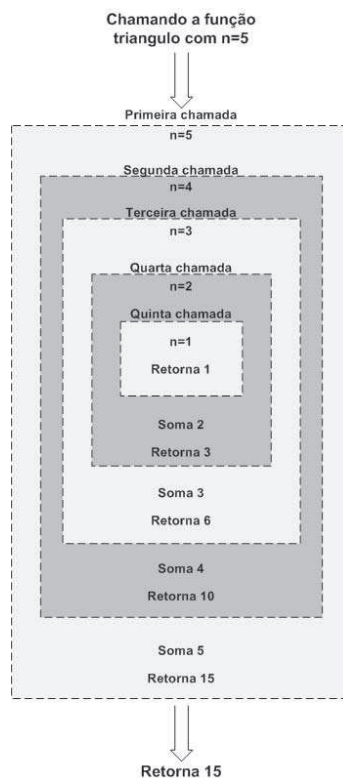 Chamando a função
triangulo com n=5
Primeira chamada
n=5
Segunda chamada
n=4
Terceira chamada
n=3
Quarta chamada
n=2
Quinta chamada
n=1
Retorna 1
Soma 2
Retorna 3
Soma 3
Retorna 6
Soma 4
Retorna 10
Soma 5
Retorna 15
Retorna 15